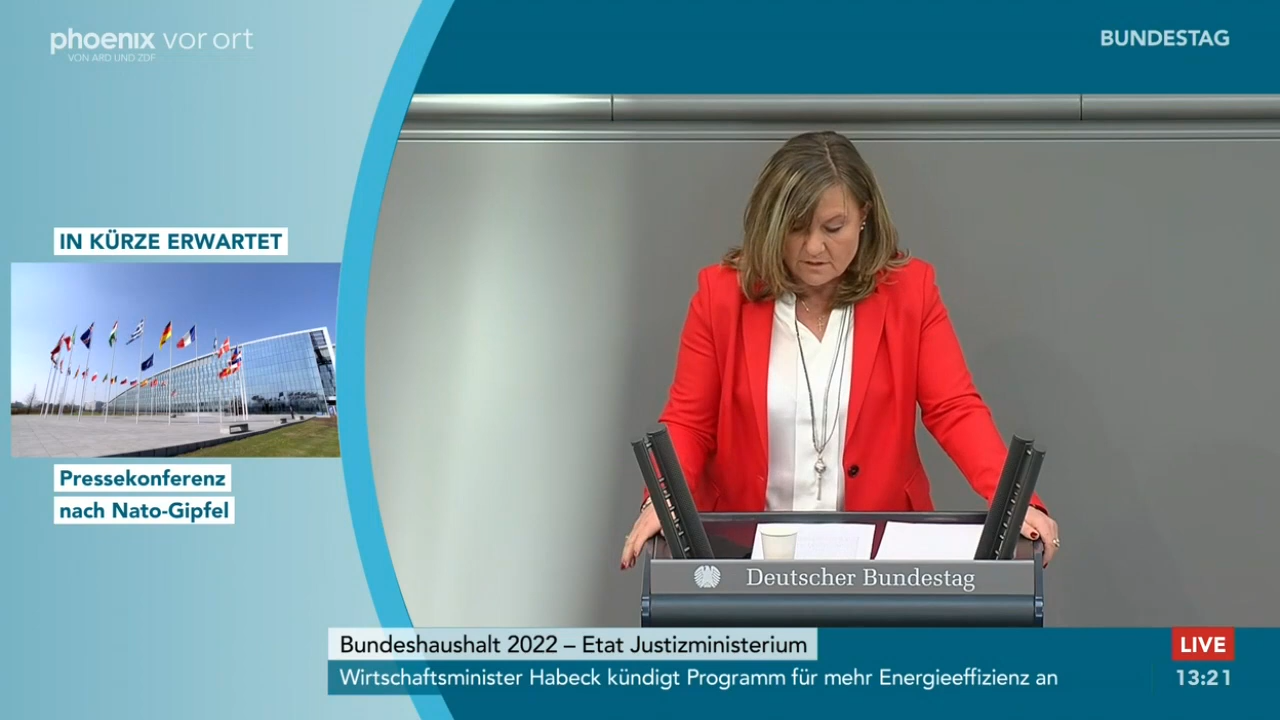 phoenix vor ort
VON ARD UND ZDF
BUNDESTAG
IN KÜRZE ERWARTET
Pressekonferenz
nach Nato-Gipfel
Deutscher Bundestag
Bundeshaushalt 2022 – Etat Justizministerium
LIVE
Wirtschaftsminister Habeck kündigt Programm für mehr Energieeffizienz an
13:21